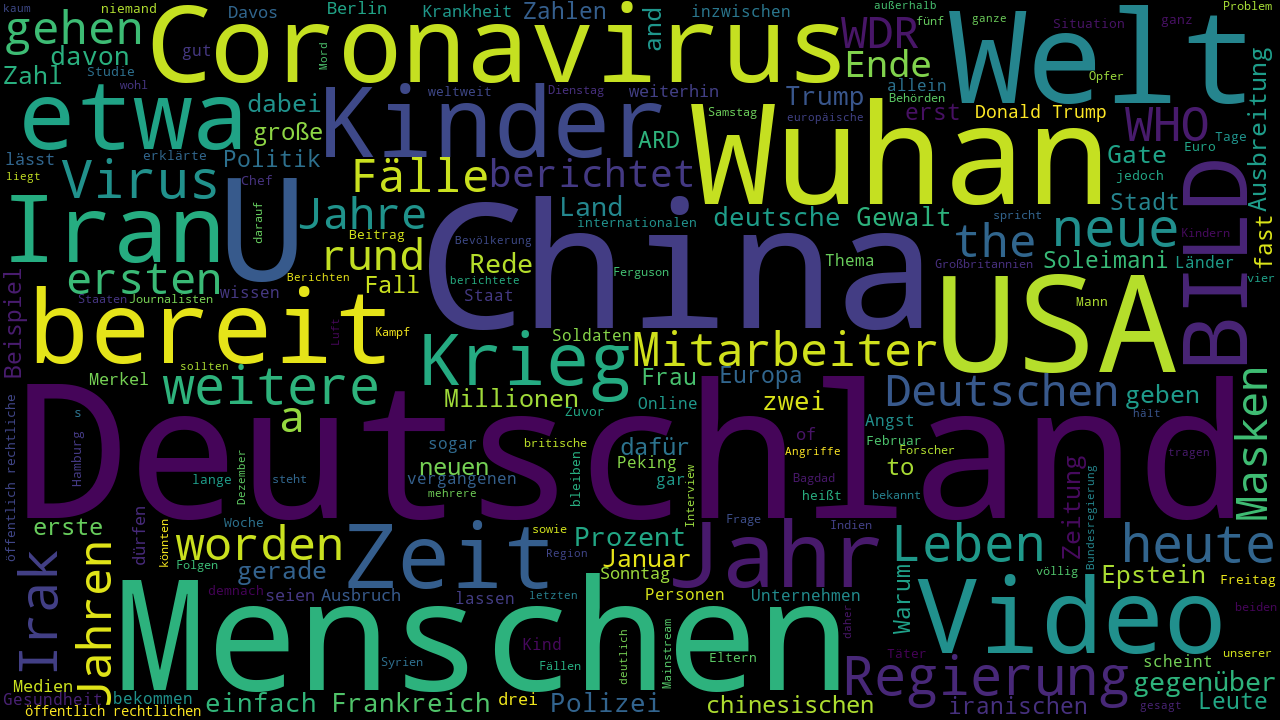 kaum
niemand
Davos
Berlin
Krankheit
Zahlen
and
inzwischen
WDR
außerhalb
fünf
ganze
Situation
ganz
Problem
gehen
Coronavirus
Welt
davon
gut
Mord
Ende
Opfer
Zahl
Studie
wohl
weltweit
Dienstag
weiterhin
Trump
allein
Behörden
Ausbreitung
etwa
dabei
Kinder
europäische
Samstag
erst
Donald Trump
WHO
große
ARD
Wuhan
Tage
Euro
lässt
erklärte
Politik
Gate
liegt
Virus
Chef
Fälle
berichtet
jedoch
BILD
Iran
U
darauf
Jahre
China
Land
internationalen
deutsche
Gewalt
spricht
Stadt
neue
Kindern
Beitrag
Bevölkerung
the
fast
rund
Rede
Ferguson
Thema
Großbritannien
Soleimani
Länder
ersten
Berichten
Fall
berichtete
vier
Beispiel
Staaten
Journalisten
wissen
Staat
USA
Mann
bereit
Luft
Kampf
Soldaten
Krieg
Mitarbeiter
sollten
Merkel
weitere
Frau
Europa
Deutschen
geben
Masken
a
Millionen
Zuvor
Online
zwei
hält
öffentlich rechtliche
s
Deutschland
Angst
of
Februar
Hamburg
Dezember
sogar
britische
dafür
Angriffe
Forscher
tragen
neuen
Peking
to
lange
steht
vergangenen
bleiben
gar
Interview
Bagdad
heißt
bekannt
Zeitung
Bundesregierung
mehrere
erste
dürfen
könnten
Woche
sowie
Prozent
Frage
Indien
worden
Zeit
Region
Januar
Jahr
Leben
heute
Irak
Jahren
Folgen
gerade
Sonntag
völlig
Epstein
Freitag
demnach
seien
Ausbruch
lassen
letzten
Personen
Unternehmen
Warum
Video
beiden
Menschen
deutlich
Mainstream
daher
Kind
Syrien
Fällen
Eltern
Täter
unserer
Medien
Regierung
scheint
gegenüber
Gesundheit
bekommen
einfach
Frankreich
drei
Polizei
chinesischen
iranischen
gesagt
Leute
öffentlich rechtlichen